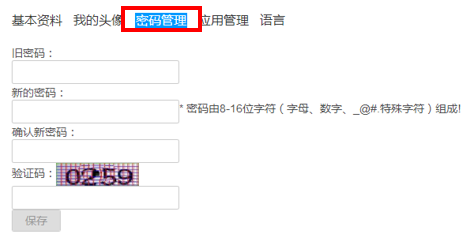 基本资料 我的头像 密码管理 应用管理 语言
旧密码：
新的密码：
* 密码由8-16位字符（字母、数字、_@#.特殊字符）组成!
确认新密码：
验证码：0259
保存